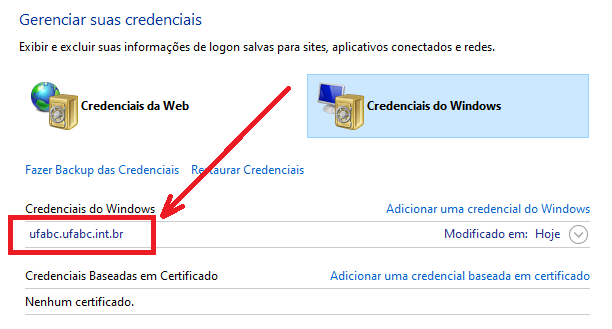 Gerenciar suas credenciais
Exibir e excluir suas informações de logon salvas para sites, aplicativos conectados e redes.
Credenciais da Web
Credenciais do Windows
Fazer Backup das Credenciais Restaurar Credenciais
Credenciais do Windows Adicionar uma credencial do Windows
ufabc.ufabc.int.br Modificado em: Hoje
Credenciais Baseadas em Certificado Adicionar uma credencial baseada em certificado
Nenhum certificado.